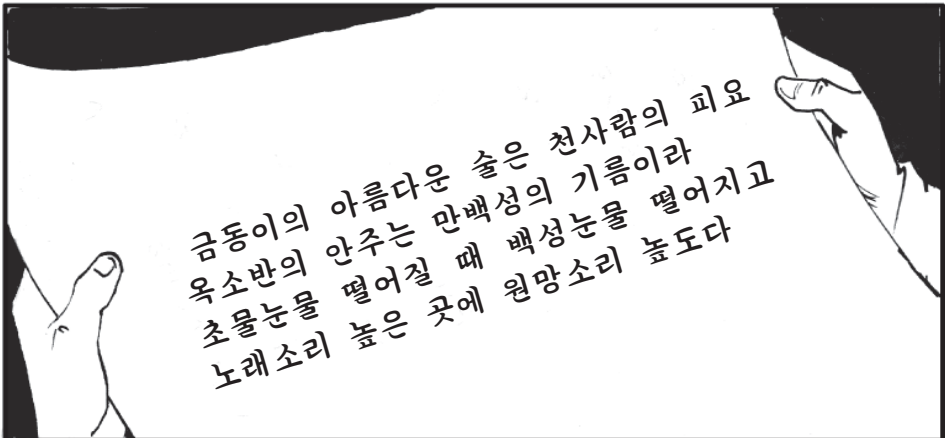 금동이의 아름다운 술은 천사람의 피요
옥소반의 안주는 만백성의 기름이라
초물눈물 떨어질 때 백성눈물 떨어지고
노래소리 높은 곳에 원망소리 높도다